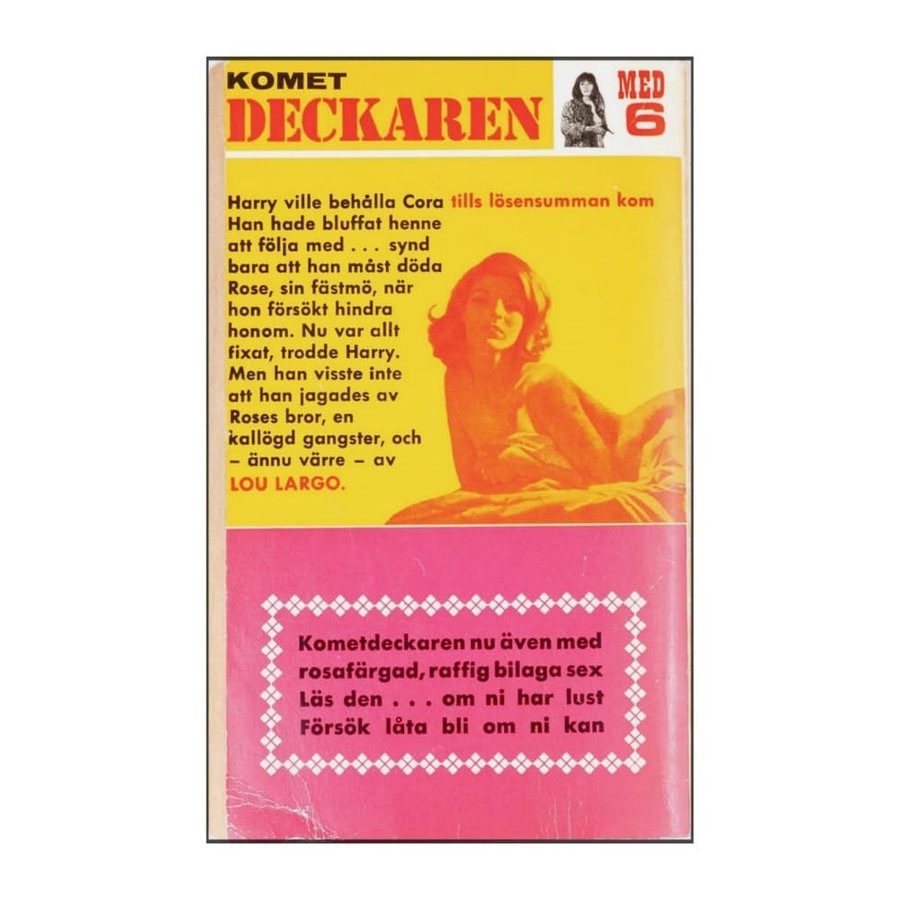 KOMET
DECKAREN
MED
6
Harry ville behålla Cora tills lösensumman kom
Han hade bluffat henne
att följa med . . . synd
bara att han måst döda
Rose, sin fästmö, när
hon försökt hindra
honom. Nu var allt
fixat, trodde Harry.
Men han visste inte
att han jagades av
Roses bror, en
kallögd gangster, och
– ännu värre – av
LOU LARGO.
Kometdeckaren nu även med
rosafärgad, raffig bilaga sex
Läs den . . . om ni har lust
Försök låta bli om ni kan